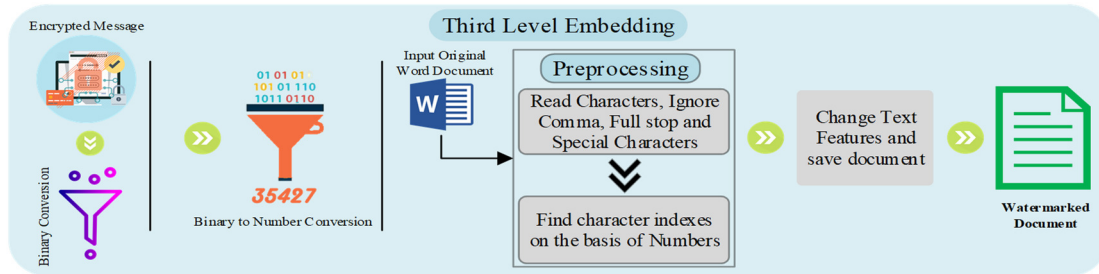 Third Level Embedding
Encrypted Message
Binary Conversion
01 01 01
101 01 110
1011 0110
35427
Binary to Number Conversion
Input Original
Word Document
W
Preprocessing
Read Characters, Ignore
Comma, Full stop and
Special Characters
Find character indexes
on the basis of Numbers
Change Text
Features and
save document
Watermarked
Document